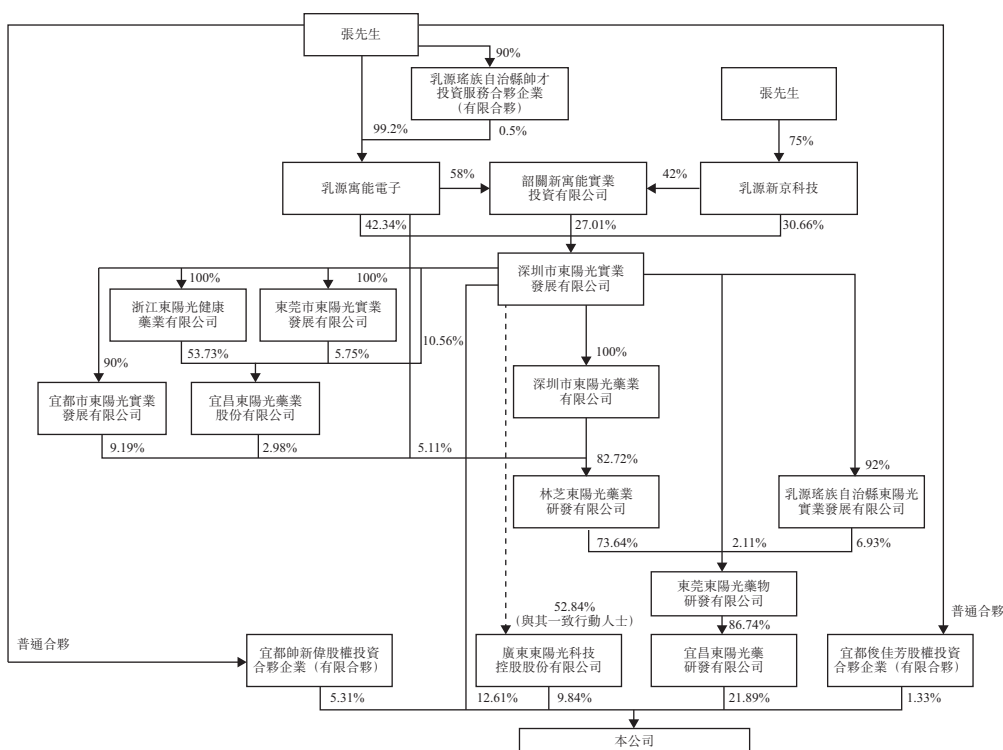 張先生
90%
乳源瑤族自治縣帥才
投資服務合夥企業
(有限合夥)
張先生
99.2%
0.5%
75%
乳源寓能電子
58%
韶關新寓能實業
投資有限公司
42%
乳源新京科技
42.34%
27.01%
30.66%
深圳市東陽光實業
發展有限公司
100%
100%
浙江東陽光健康
藥業有限公司
東莞市東陽光實業
發展有限公司
10.56%
53.73%
5.75%
100%
90%
宜都市東陽光實業
發展有限公司
宜昌東陽光藥業
股份有限公司
深圳市東陽光藥業
有限公司
9.19%
2.98%
5.11%
82.72%
92%
林芝東陽光藥業
研發有限公司
乳源瑤族自治縣東陽光
實業發展有限公司
73.64%
2.11%
6.93%
東莞東陽光藥物
研發有限公司
52.84%
(與其一致行動人士)
86.74%
普通合夥
普通合夥
宜都帥新偉股權投資
合夥企業(有限合夥)
廣東東陽光科技
控股股份有限公司
宜昌東陽光藥
研發有限公司
宜都俊佳芳股權投資
合夥企業(有限合夥)
5.31%
12.61%
9.84%
21.89%
1.33%
本公司